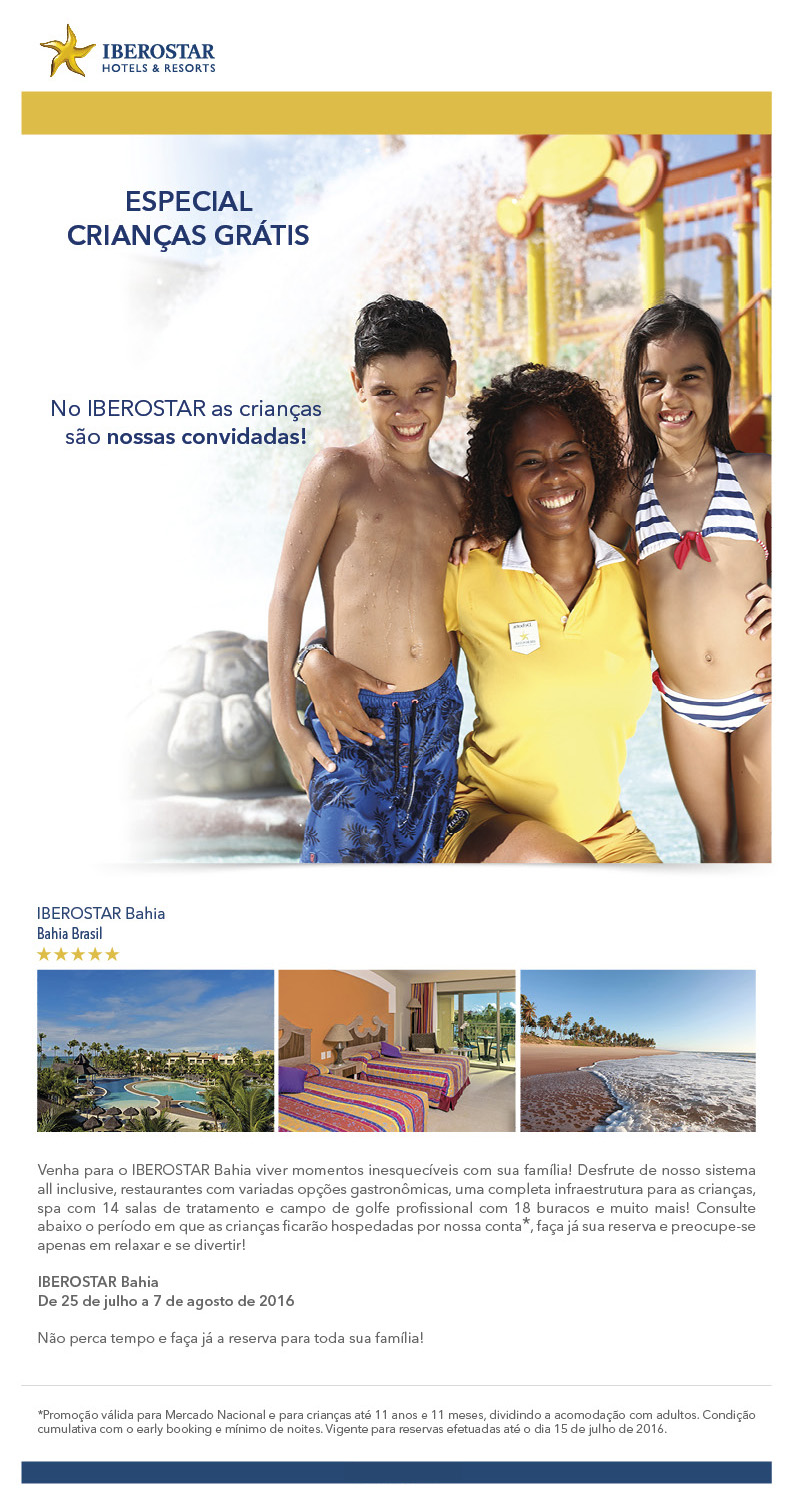 IBEROSTAR
HOTELS & RESORTS
ESPECIAL
CRIANÇAS GRÁTIS
No IBEROSTAR as crianças
são nossas convidadas!
IBEROSTAR Bahia
Bahia Brasil
Venha para o IBEROSTAR Bahia viver momentos inesquecíveis com sua família! Desfrute de nosso sistema
all inclusive, restaurantes com variadas opções gastronômicas, uma completa infraestrutura para as crianças,
spa com 14 salas de tratamento e campo de golfe profissional com 18 buracos e muito mais! Consulte
abaixo o período em que as crianças ficarão hospedadas por nossa conta*, faça já sua reserva e preocupe-se
apenas em relaxar e se divertir!
IBEROSTAR Bahia
De 25 de julho a 7 de agosto de 2016
Não perca tempo e faça já a reserva para toda sua família!
*Promoção válida para Mercado Nacional e para crianças até 11 anos e 11 meses, dividindo a acomodação com adultos. Condição
cumulativa com o early booking e mínimo de noites. Vigente para reservas efetuadas até o dia 15 de julho de 2016.